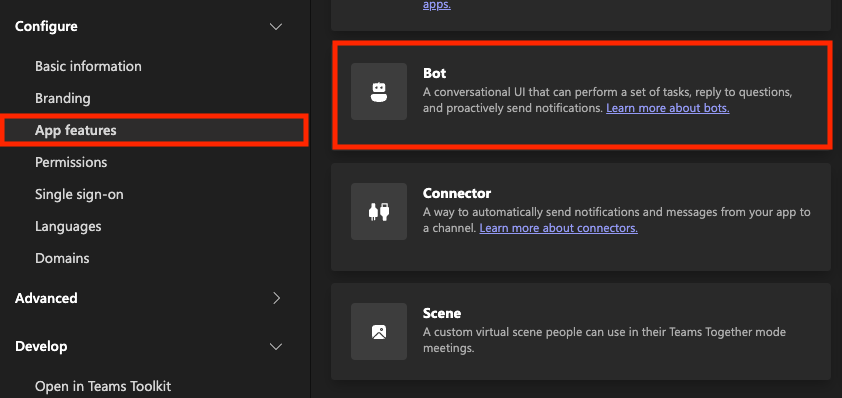 Configure
Basic information
Branding
App features
Permissions
Single sign-on
Languages
Domains
Advanced
Develop
Open in Teams Toolkit
apps.
Bot
A conversational UI that can perform a set of tasks, reply to questions,
and proactively send notifications. Learn more about bots.
Connector
A way to automatically send notifications and messages from your app to
a channel. Learn more about connectors.
Scene
A custom virtual scene people can use in their Teams Together mode
meetings.